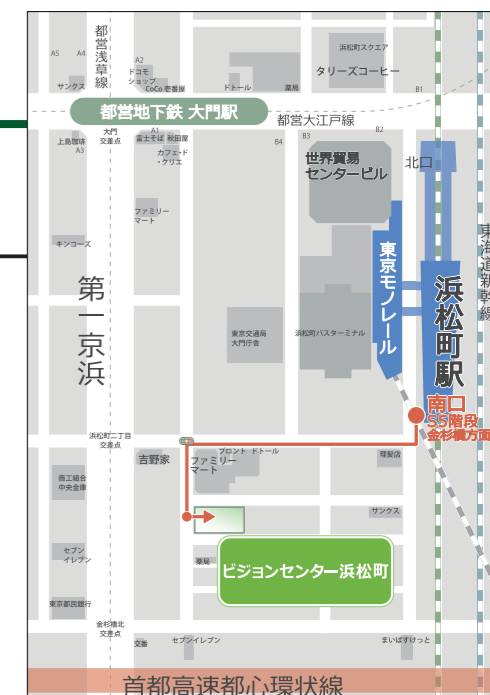 都営浅草線
A5
A4
A2
サンクス
ドコモ
ショップ
CoCo 壱番屋
浜松町スクエア
タリーズコーヒー
ドトール
薬局
B1
都営地下鉄 大門駅
都営大江戸線
大門
交差点
上島珈琲
A3
A1
富士そば 秋田屋
カフェ・ド
・クリエ
B4
B3
B2
世界貿易
センタービル
北口
ファミリー
マート
キンコーズ
東京モノレール
東海道新幹線
第一京浜
浜松町駅
東京交通局
大門庁舎
浜松町バスターミナル
南口
S5階段
金杉橋方面
浜松町二丁目
交差点
吉野家
フロント ドトール
ファミリー
マート
理髪店
商工組合
中央金庫
サンクス
セブン
イレブン
薬局
ビジョンセンター浜松町
東京都民銀行
金杉橋北
交差点
交番
セブンイレブン
まいばすけっと
首都高速都心環状線